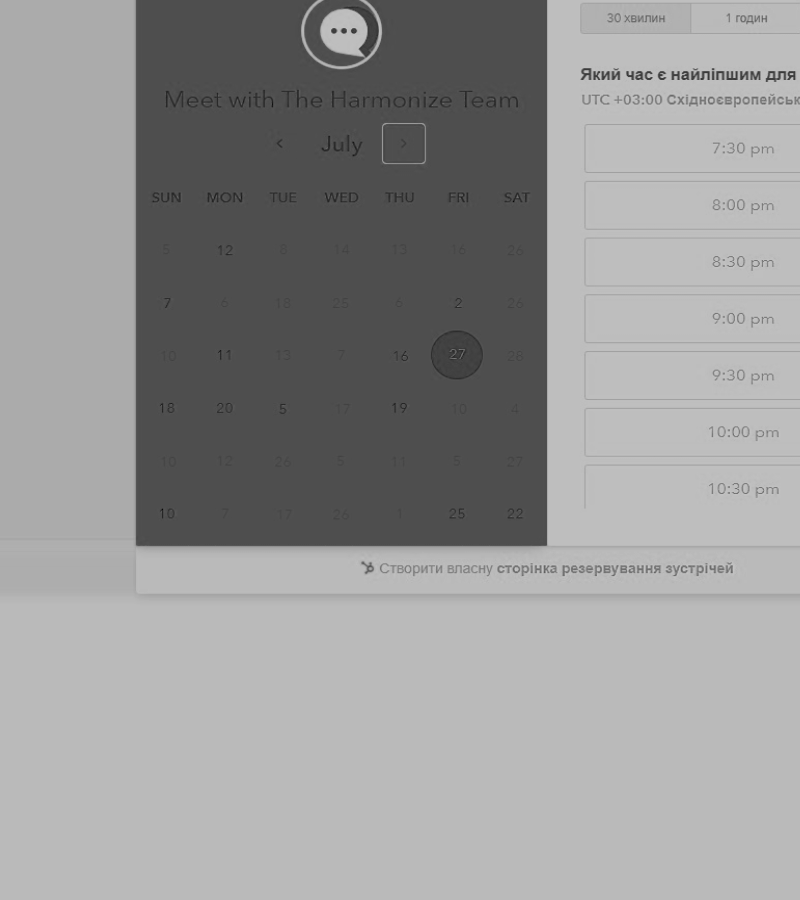 Meet with The Harmonize Team
July
SUN MON TUE WED THU FRI SAT
5 12 8 14 13 16 26
7 6 18 25 6 2 26
10 11 13 7 16 27 28
18 20 5 17 19 10 4
10 12 26 5 11 5 27
10 7 17 26 1 25 22
30 хвилин 1 годин
Який час є найліпшим для
UTC +03:00 Східноєвропейськ
7:30 pm
8:00 pm
8:30 pm
9:00 pm
9:30 pm
10:00 pm
10:30 pm
Створити власну сторінка резервування зустрічей